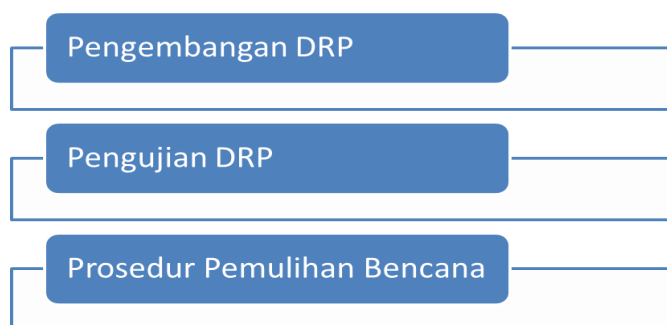 Pengembangan DRP
Pengujian DRP
Prosedur Pemulihan Bencana